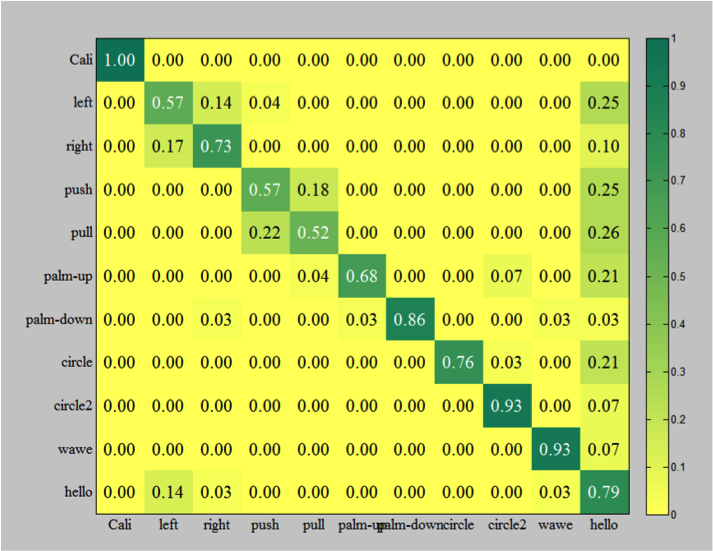 Cali 1.00 0.00 0.00 0.00 0.00 0.00 0.00 0.00 0.00 0.00 0.00
left 0.00 0.57 0.14 0.04 0.00 0.00 0.00 0.00 0.00 0.00 0.25
right 0.00 0.17 0.73 0.00 0.00 0.00 0.00 0.00 0.00 0.00 0.10
push 0.00 0.00 0.00 0.57 0.18 0.00 0.00 0.00 0.00 0.00 0.25
pull 0.00 0.00 0.00 0.22 0.52 0.00 0.00 0.00 0.00 0.00 0.26
palm-up 0.00 0.00 0.00 0.00 0.04 0.68 0.00 0.00 0.07 0.00 0.21
palm-down 0.00 0.00 0.03 0.00 0.00 0.03 0.86 0.00 0.00 0.03 0.03
circle 0.00 0.00 0.00 0.00 0.00 0.00 0.00 0.76 0.03 0.00 0.21
circle2 0.00 0.00 0.00 0.00 0.00 0.00 0.00 0.00 0.93 0.00 0.07
wawe 0.00 0.00 0.00 0.00 0.00 0.00 0.00 0.00 0.00 0.93 0.07
hello 0.00 0.14 0.03 0.00 0.00 0.00 0.00 0.00 0.00 0.03 0.79
Cali left right push pull palm-up palm-down circle circle2 wawe hello
1
0.9
0.8
0.7
0.6
0.5
0.4
0.3
0.2
0.1
0